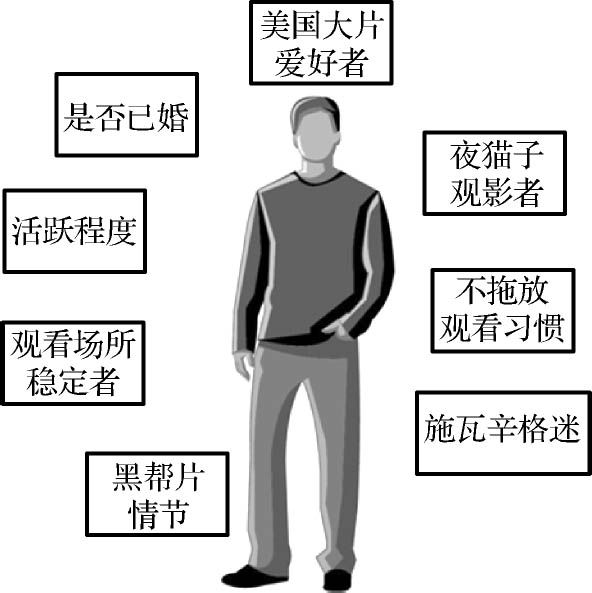 美国大片
爱好者
是否已婚
夜猫子
观影者
活跃程度
不拖放
观看习惯
观看场所
稳定者
施瓦辛格迷
黑帮片
情节